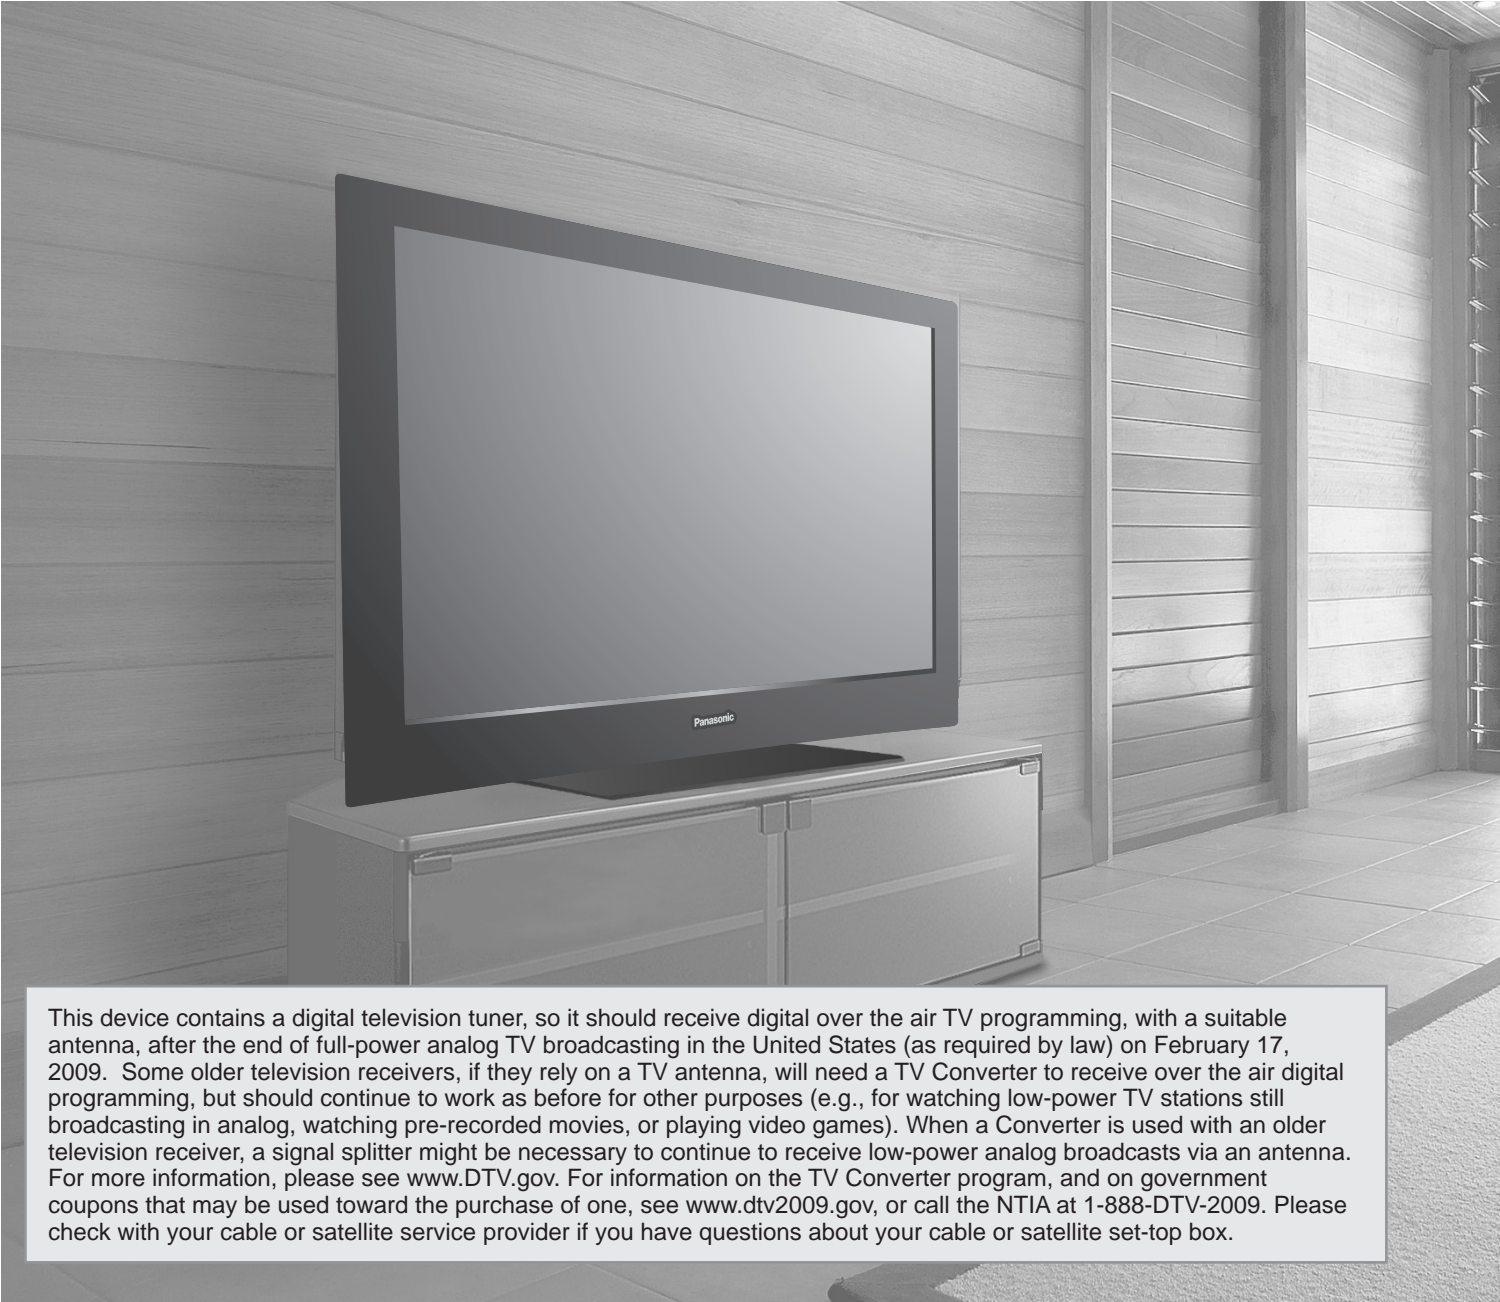 Panasonic
This device contains a digital television tuner, so it should receive digital over the air TV programming, with a suitable
antenna, after the end of full-power analog TV broadcasting in the United States (as required by law) on February 17,
2009.  Some older television receivers, if they rely on a TV antenna, will need a TV Converter to receive over the air digital
programming, but should continue to work as before for other purposes (e.g., for watching low-power TV stations still
broadcasting in analog, watching pre-recorded movies, or playing video games). When a Converter is used with an older
television receiver, a signal splitter might be necessary to continue to receive low-power analog broadcasts via an antenna.
For more information, please see www.DTV.gov. For information on the TV Converter program, and on government
coupons that may be used toward the purchase of one, see www.dtv2009.gov, or call the NTIA at 1-888-DTV-2009. Please
check with your cable or satellite service provider if you have questions about your cable or satellite set-top box.